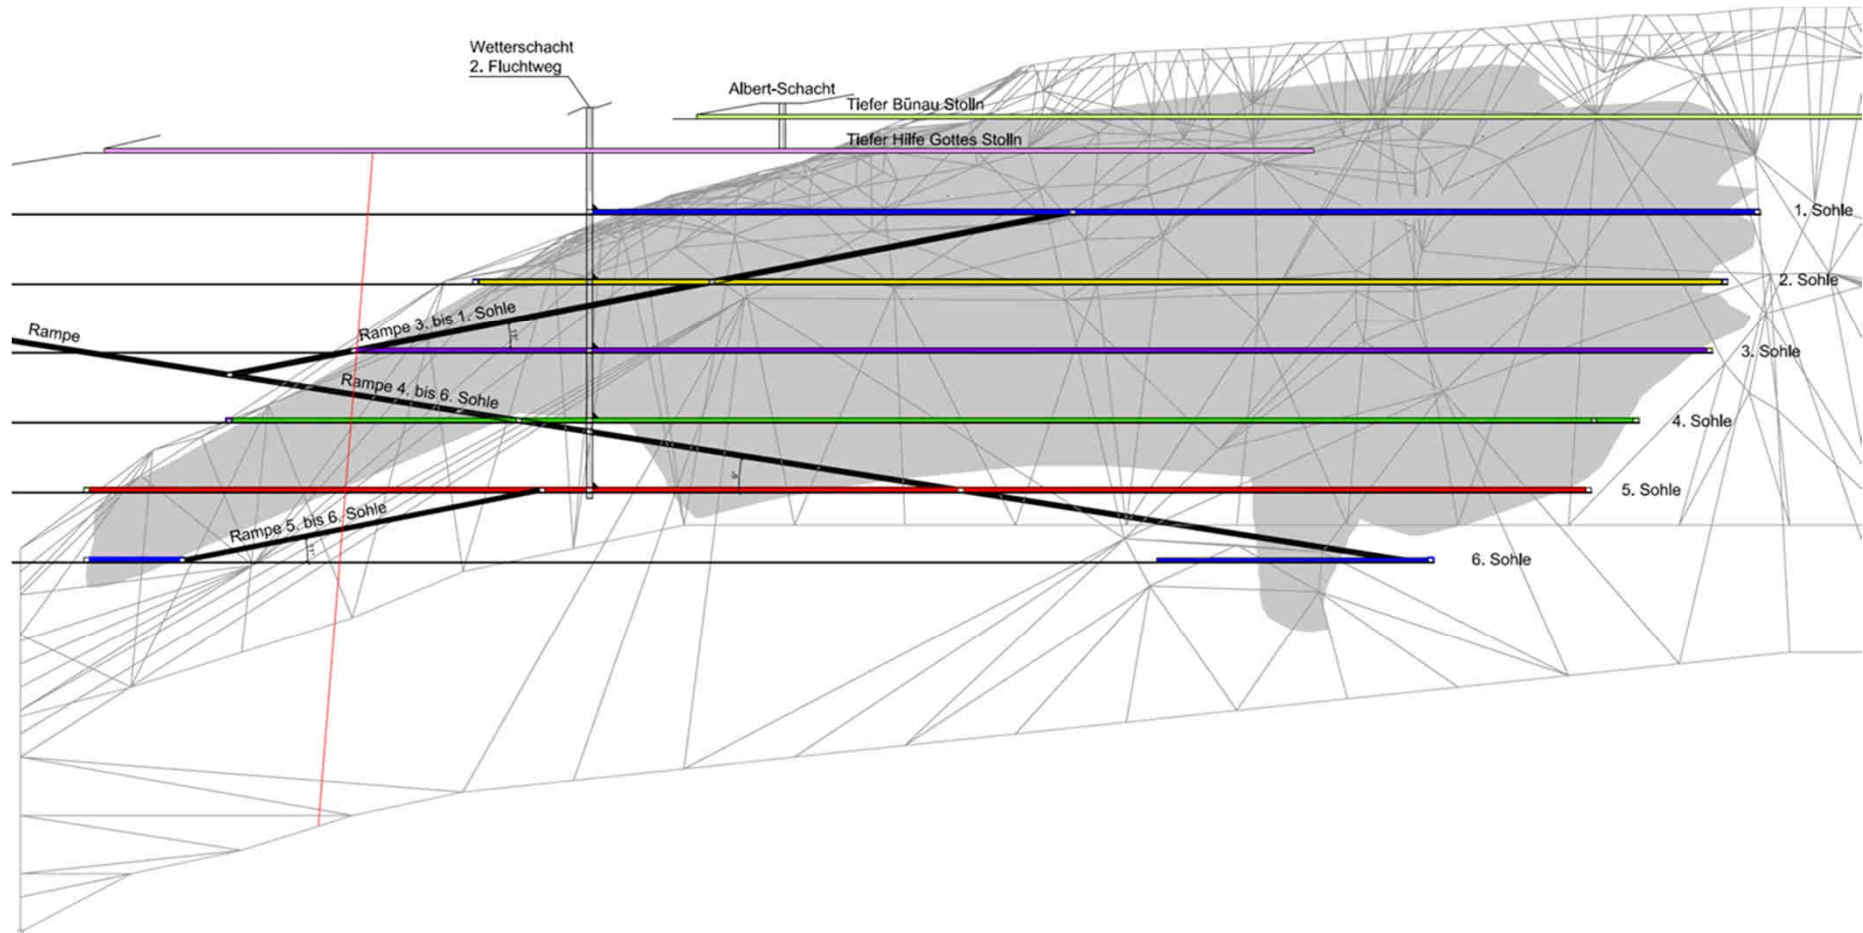 Wetterschacht
2. Fluchtweg
Albert-Schacht
Tiefer Bünau Stolln
Tiefer Hilfe Gottes Stolln
1. Sohle
2. Sohle
Rampe 3. bis 1. Sohle
Rampe
11°
3. Sohle
Rampe 4. bis 6. Sohle
4. Sohle
5. Sohle
Rampe 5. bis 6. Sohle
11°
6. Sohle